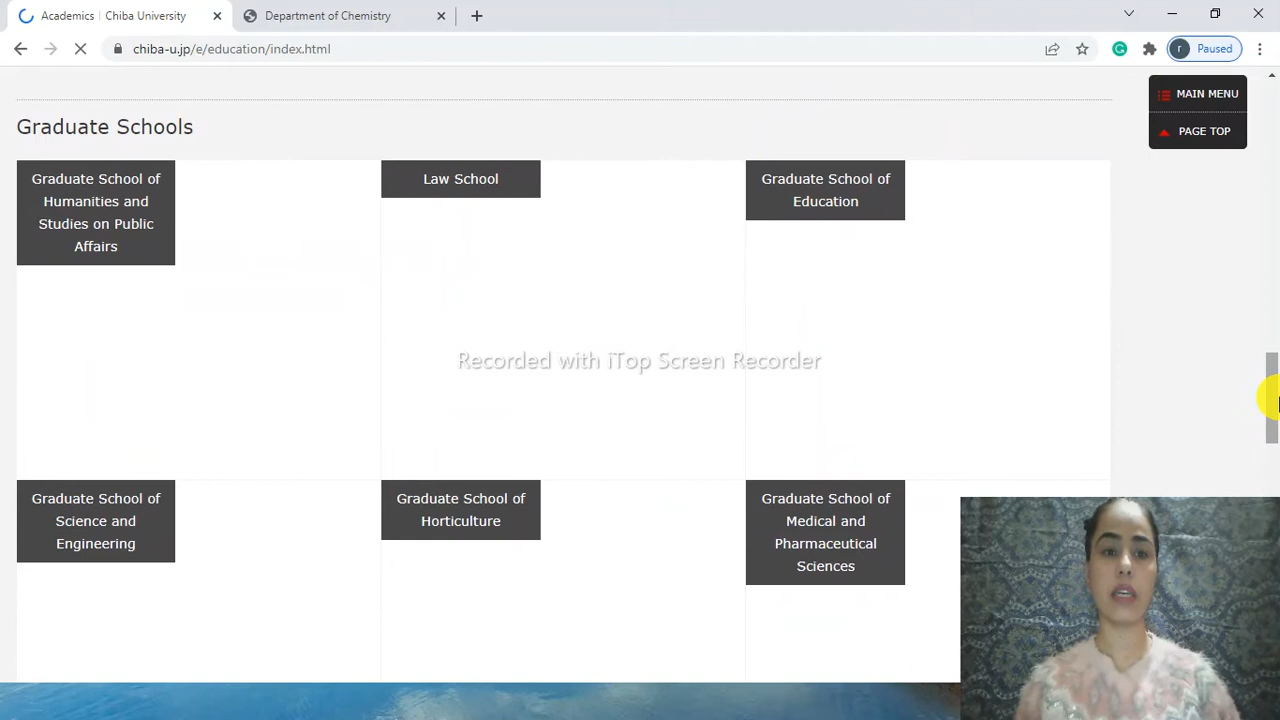 Academics | Chiba University
Department of Chemistry
chiba-u.jp/e/education/index.html
r
Paused
MAIN MENU
PAGE TOP
Graduate Schools
Graduate School of
Humanities and
Studies on Public
Affairs
Law School
Graduate School of
Education
Recorded with iTop Screen Recorder
Graduate School of
Science and
Engineering
Graduate School of
Horticulture
Graduate School of
Medical and
Pharmaceutical
Sciences